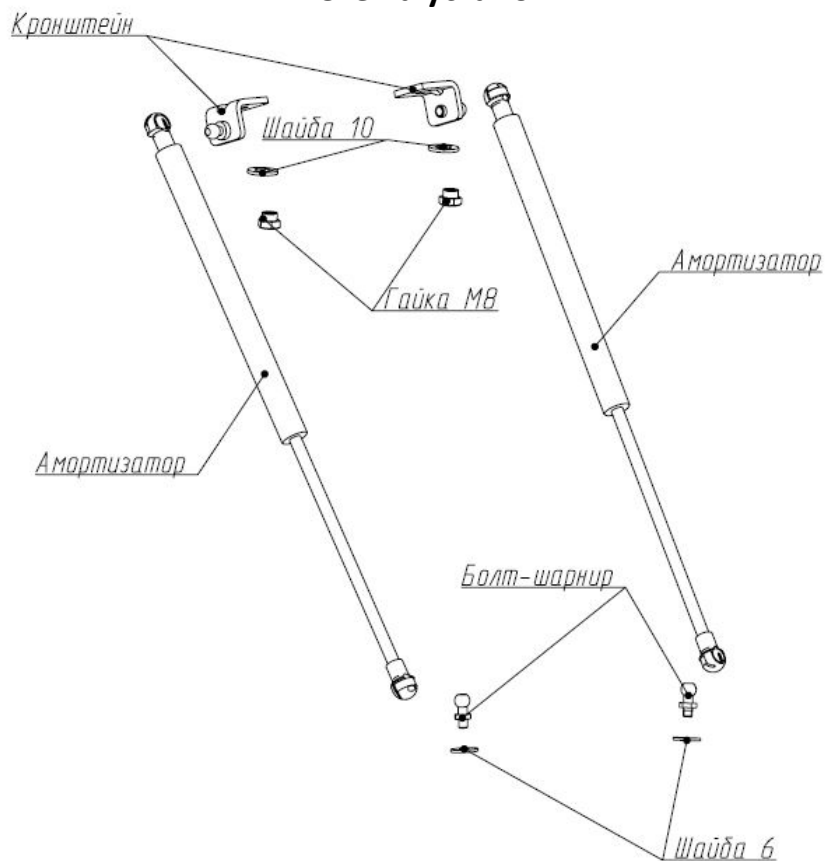 Кронштейн
Шайба 10
Амортизатор
Гайка М8
Амортизатор
Болт-шарнир
Шайба 6